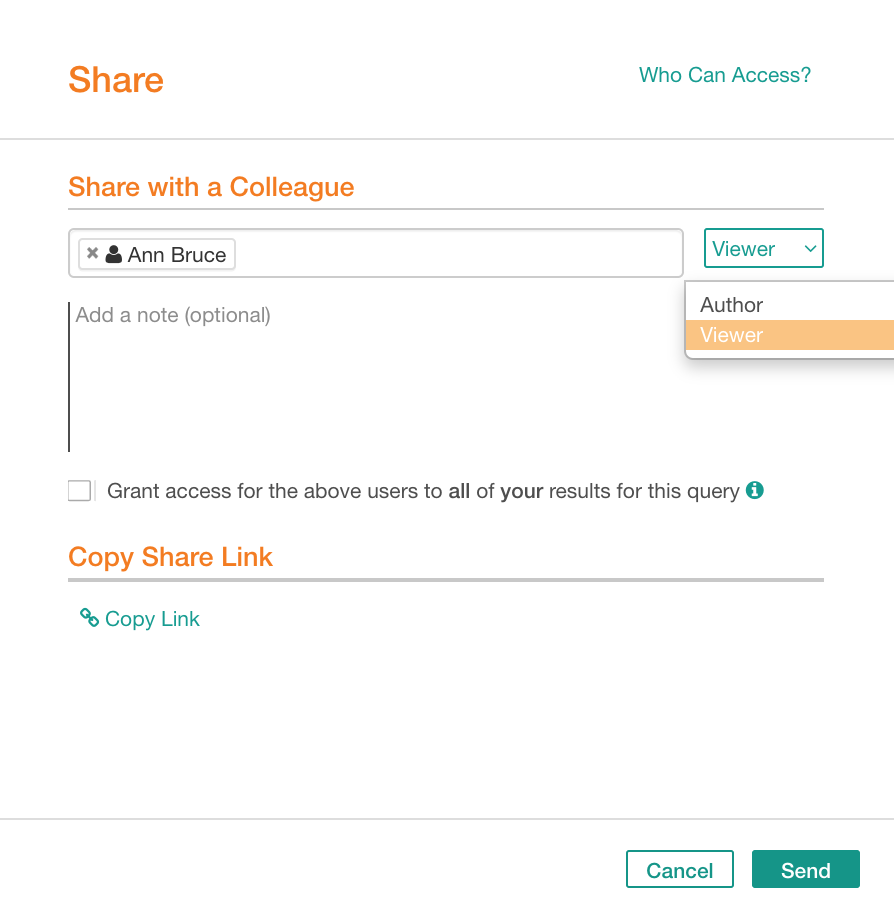 Share
Who Can Access?
Share with a Colleague
Ann Bruce
Viewer
Author
Viewer
Add a note (optional)
Grant access for the above users to all of your results for this query
Copy Share Link
Copy Link
Cancel
Send